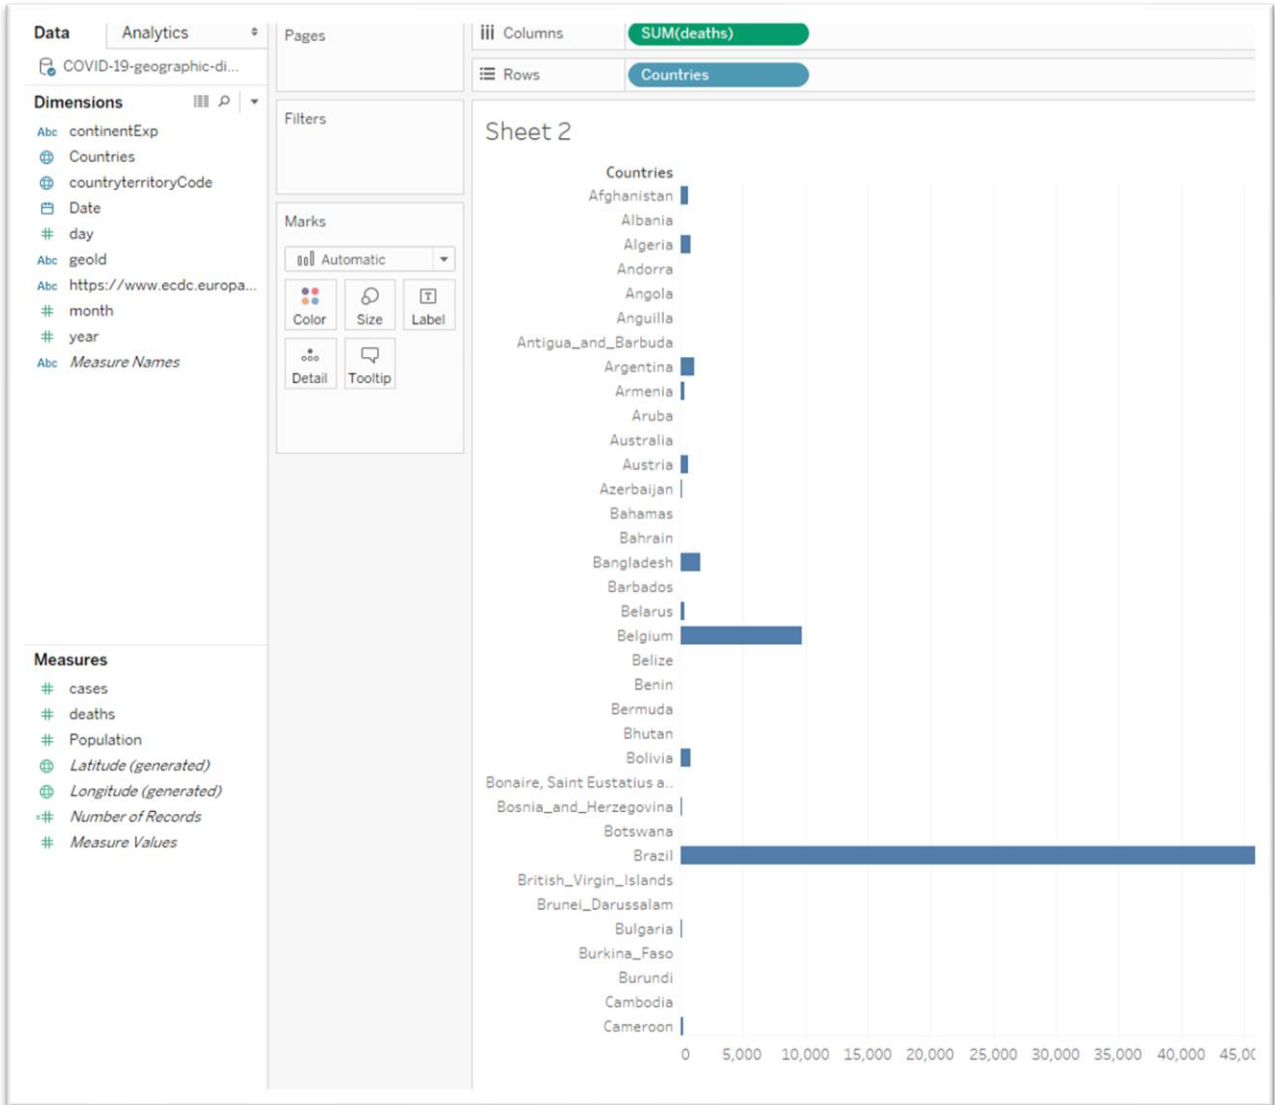 Data
Analytics
COVID-19-geographic-di...
Dimensions
Abc continentExp
Countries
countryterritoryCode
Date
# day
Abc geoId
Abc https://www.ecdc.europa...
# month
# year
Abc Measure Names
Measures
# cases
# deaths
# Population
Latitude (generated)
Longitude (generated)
=# Number of Records
# Measure Values
Pages
Filters
Marks
Automatic
Color Size Label
Detail Tooltip
Columns SUM(deaths)
Rows Countries
Sheet 2
Countries
Afghanistan
Albania
Algeria
Andorra
Angola
Anguilla
Antigua_and_Barbuda
Argentina
Armenia
Aruba
Australia
Austria
Azerbaijan
Bahamas
Bahrain
Bangladesh
Barbados
Belarus
Belgium
Belize
Benin
Bermuda
Bhutan
Bolivia
Bonaire, Saint Eustatius a..
Bosnia_and_Herzegovina
Botswana
Brazil
British_Virgin_Islands
Brunei_Darussalam
Bulgaria
Burkina_Faso
Burundi
Cambodia
Cameroon
0 5,000 10,000 15,000 20,000 25,000 30,000 35,000 40,000